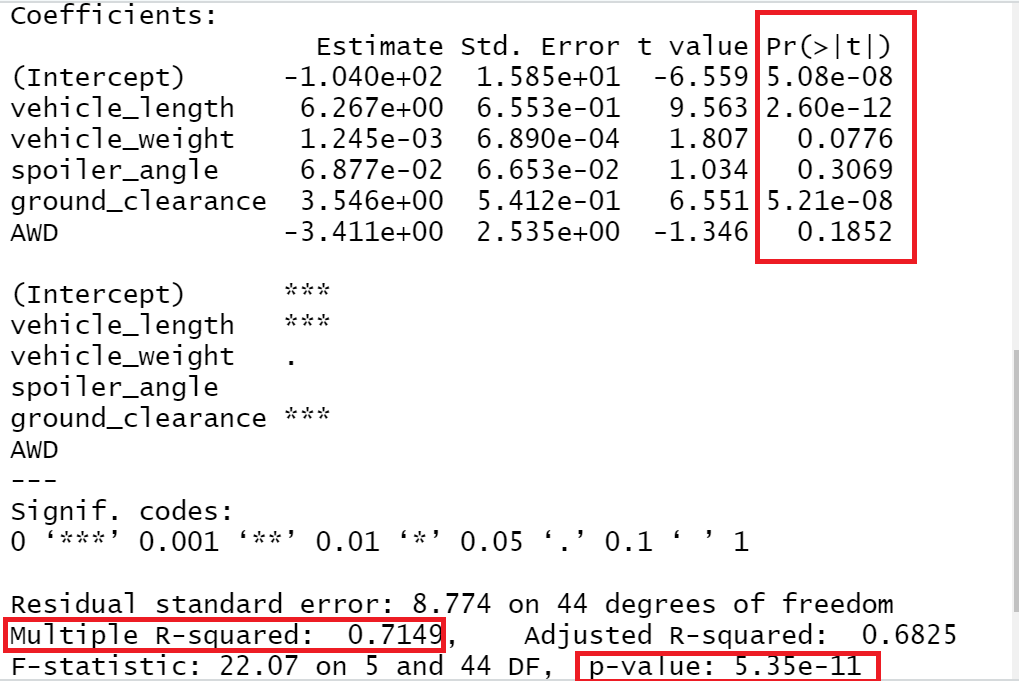 Coefficients:
                  Estimate Std. Error t value Pr(>|t|)
(Intercept)     -1.040e+02  1.585e+01  -6.559 5.08e-08
vehicle_length   6.267e+00  6.553e-01   9.563 2.60e-12
vehicle_weight   1.245e-03  6.890e-04   1.807   0.0776
spoiler_angle    6.877e-02  6.653e-02   1.034   0.3069
ground_clearance 3.546e+00  5.412e-01   6.551 5.21e-08
AWD             -3.411e+00  2.535e+00  -1.346   0.1852
(Intercept)      ***
vehicle_length   ***
vehicle_weight   .
spoiler_angle
ground_clearance ***
AWD
---
Signif. codes:
0 ‘***’ 0.001 ‘**’ 0.01 ‘*’ 0.05 ‘.’ 0.1 ‘ ’ 1
Residual standard error: 8.774 on 44 degrees of freedom
Multiple R-squared:  0.7149,	Adjusted R-squared:  0.6825
F-statistic: 22.07 on 5 and 44 DF,  p-value: 5.35e-11